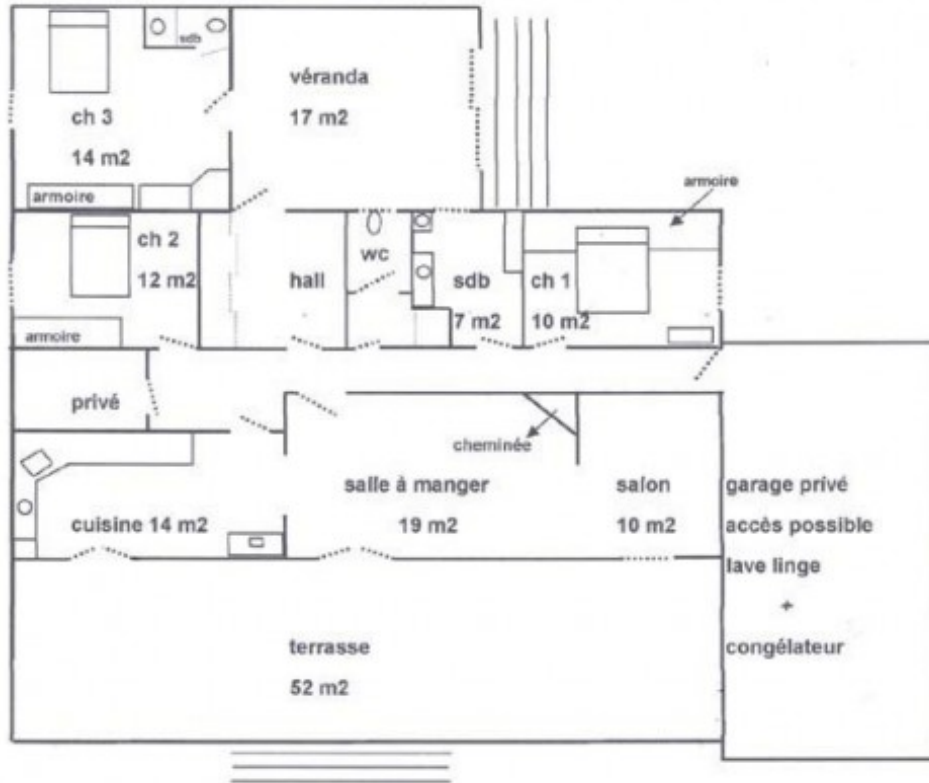 sdb
véranda
17 m2
ch 3
14 m2
armoire
armoire
ch 2
12 m2
wc
hall
sdb
7 m2
ch 1
10 m2
armoire
privé
cheminée
salle à manger
19 m2
salon
10 m2
cuisine 14 m2
garage privé
accès possible
lave linge
+
congélateur
terrasse
52 m2